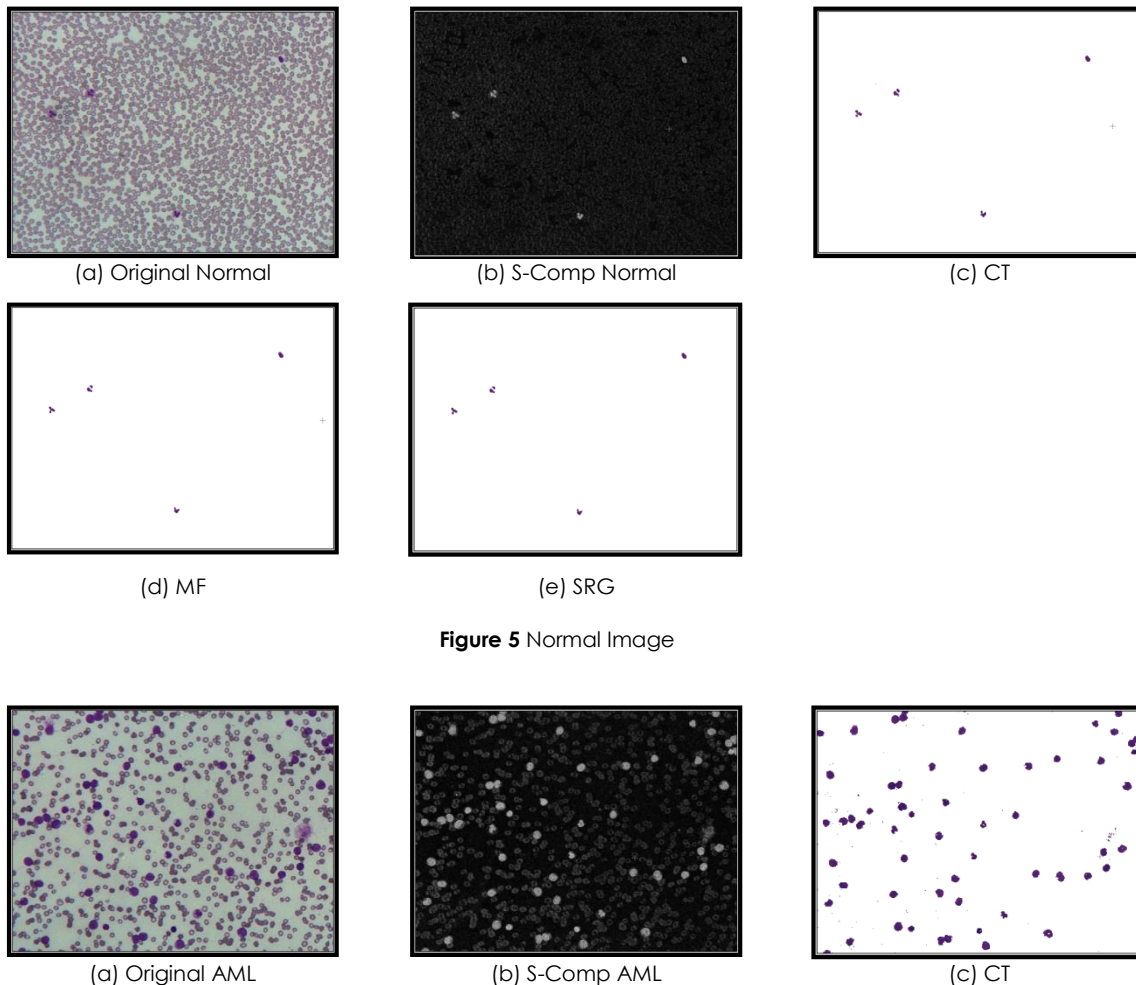 (a) Original Normal
(b) S-Comp Normal
(c) CT
(d) MF
(e) SRG
Figure 5 Normal Image
(a) Original AML
(b) S-Comp AML
(c) CT